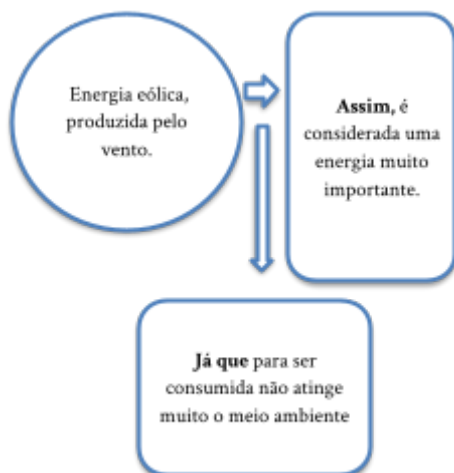 Energia eólica,
produzida pelo
vento.
Assim, é
considerada uma
energia muito
importante.
Já que para ser
consumida não atinge
muito o meio ambiente